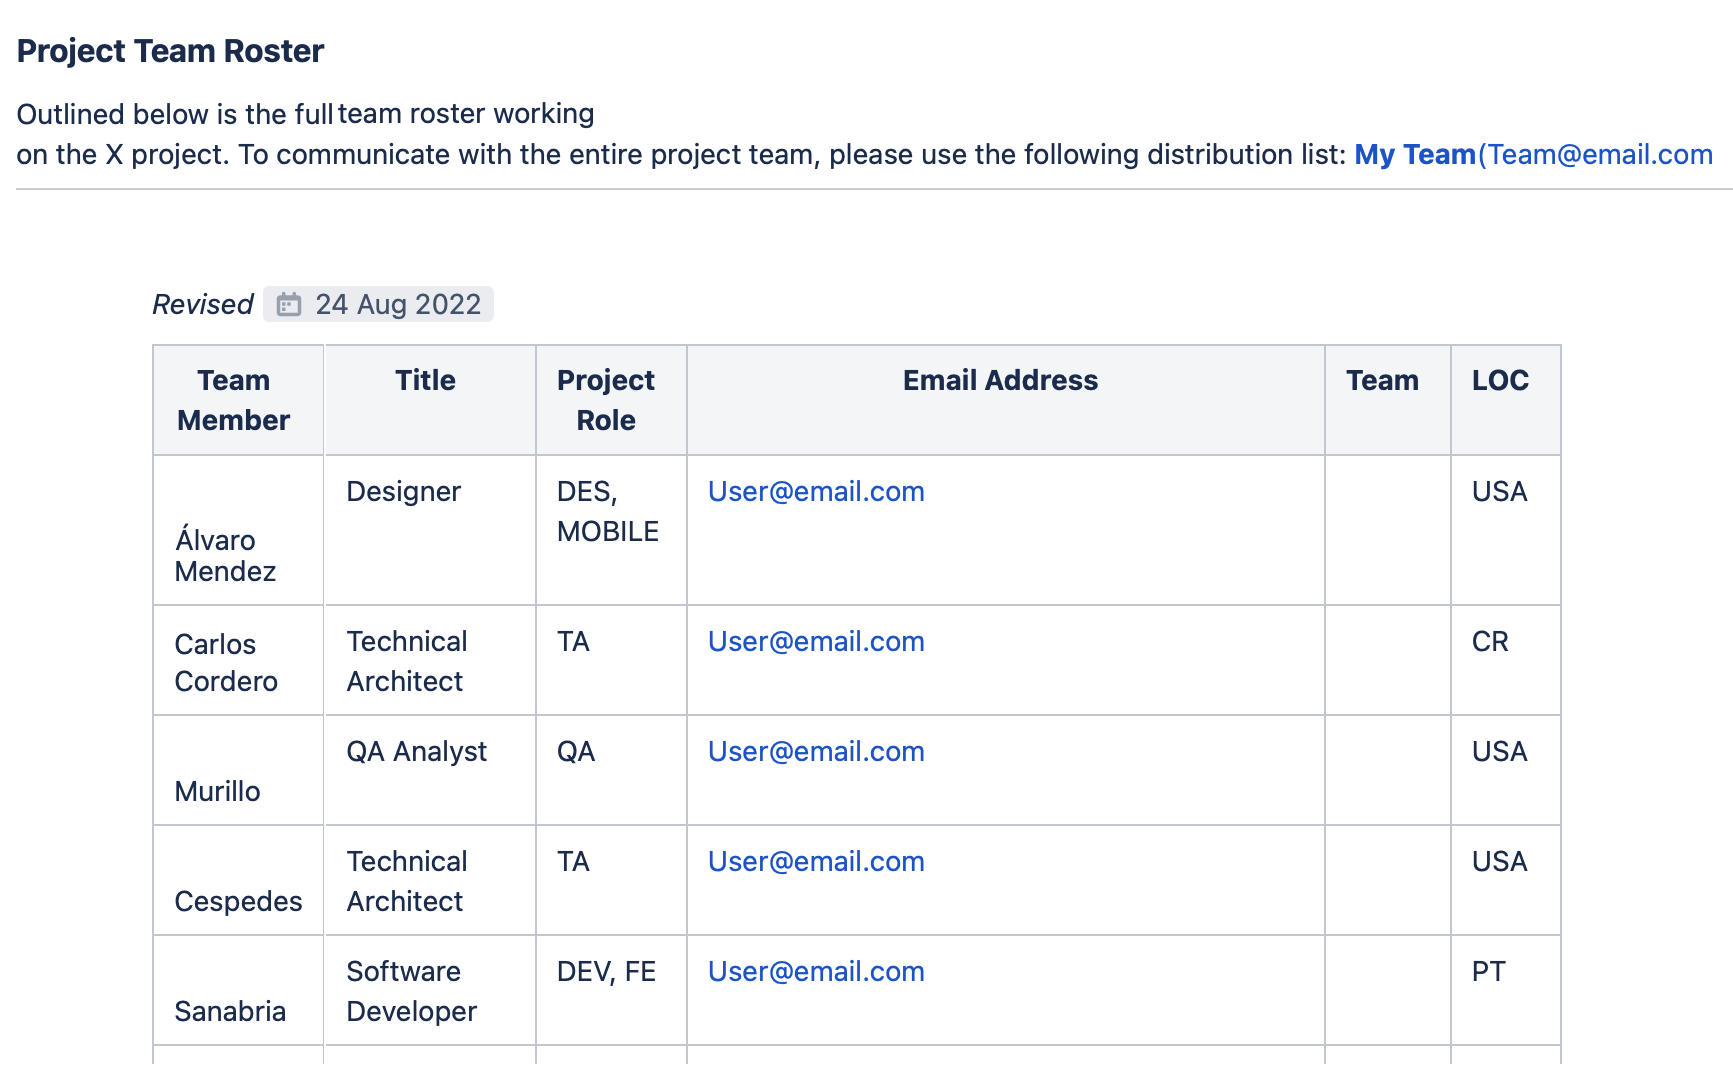 Project Team Roster
Outlined below is the full team roster working
on the X project. To communicate with the entire project team, please use the following distribution list: My Team(Team@email.com
Revised 24 Aug 2022
Team Member Title Project Role Email Address Team LOC
Álvaro Mendez Designer DES, MOBILE User@email.com USA
Carlos Cordero Technical Architect TA User@email.com CR
Murillo QA Analyst QA User@email.com USA
Cespedes Technical Architect TA User@email.com USA
Sanabria Software Developer DEV, FE User@email.com PT